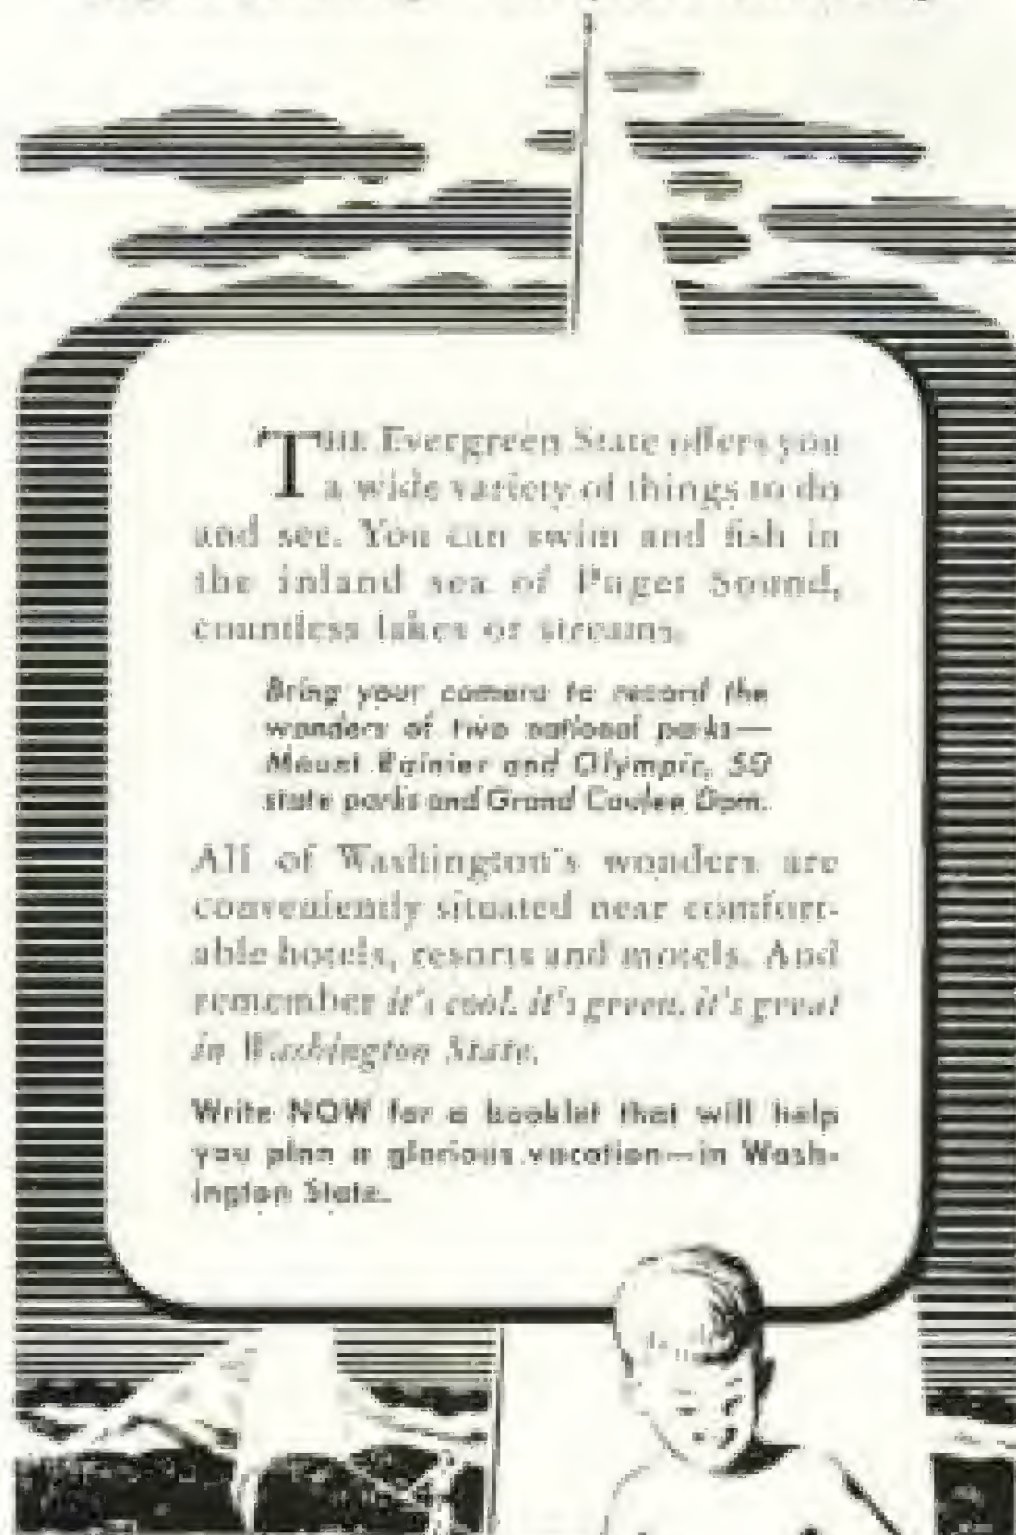 THE Evergreen State offers you
a wide variety of things to do
and see. You can swim and fish in
the inland sea of Puget Sound,
countless lakes or streams.
Bring your camera to record the
wonders of two national parks—
Mount Rainier and Olympic, 50
state parks and Grand Coulee Dam.
All of Washington's wonders are
conveniently situated near comfort-
able hotels, resorts and motels. And
remember it's cool, it's green, it's great
in Washington State.
Write NOW for a booklet that will help
you plan a glorious vacation—in Wash-
ington State.